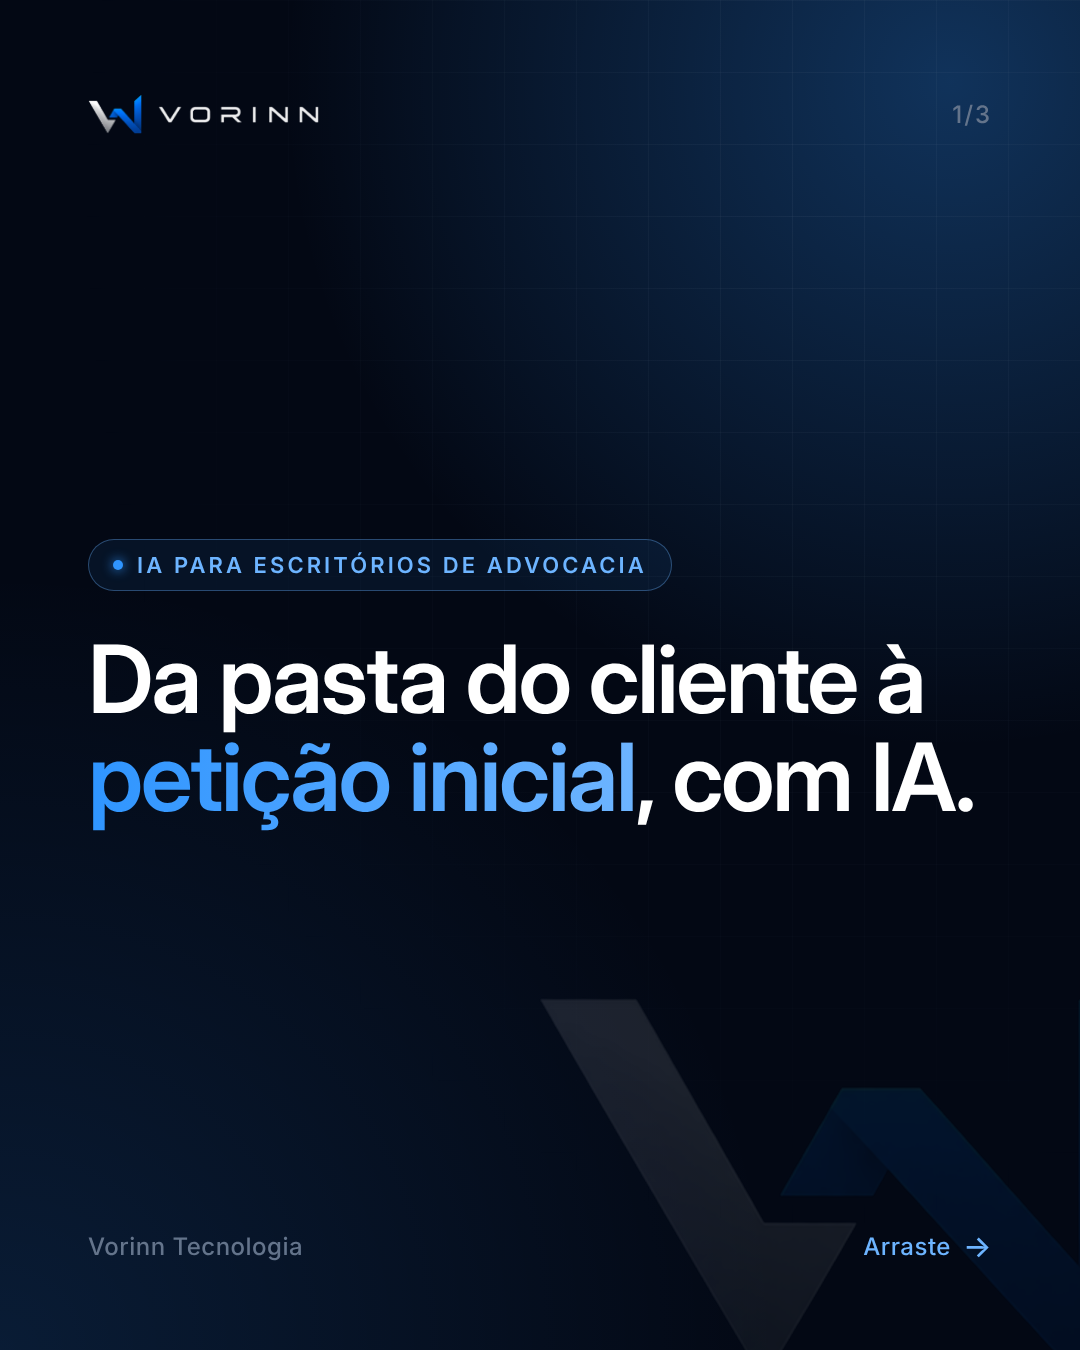 VORINN
1/3
IA PARA ESCRITÓRIOS DE ADVOCACIA
Da pasta do cliente à
petição inicial, com IA.
Vorinn Tecnologia
Arraste →